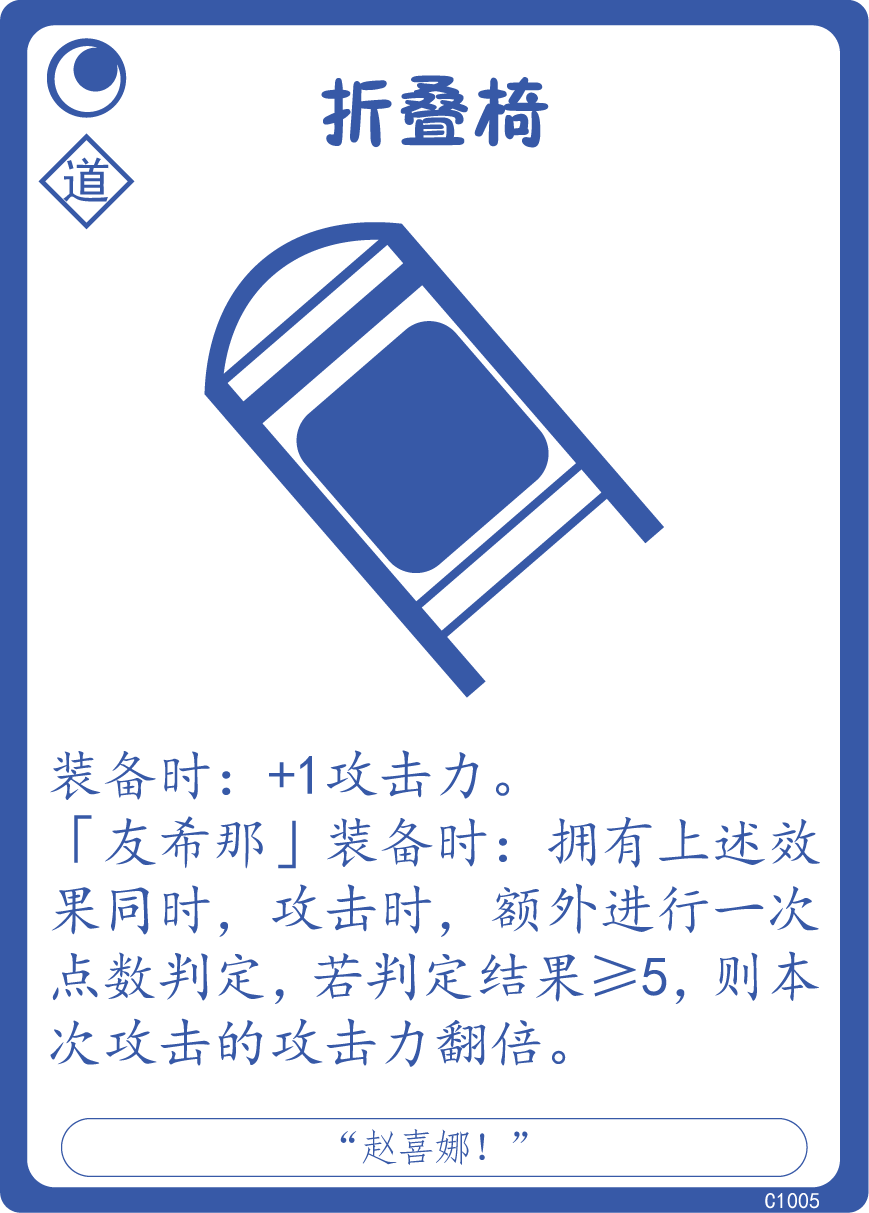 折叠椅
道
装备时：+1攻击力。
「友希那」装备时：拥有上述效
果同时，攻击时，额外进行一次
点数判定，若判定结果≥5，则本
次攻击的攻击力翻倍。
“赵喜娜！”
C1005